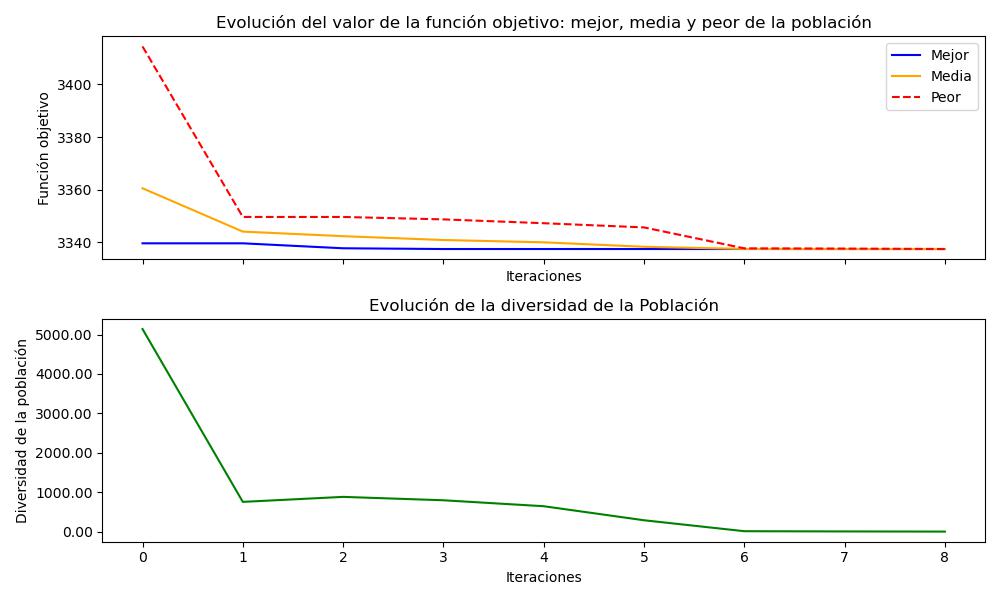 Evolución del valor de la función objetivo: mejor, media y peor de la población
Función objetivo
3400
3380
3360
3340
Mejor
Media
Peor
Iteraciones
Evolución de la diversidad de la Población
Diversidad de la población
5000.00
4000.00
3000.00
2000.00
1000.00
0.00
0 1 2 3 4 5 6 7 8
Iteraciones